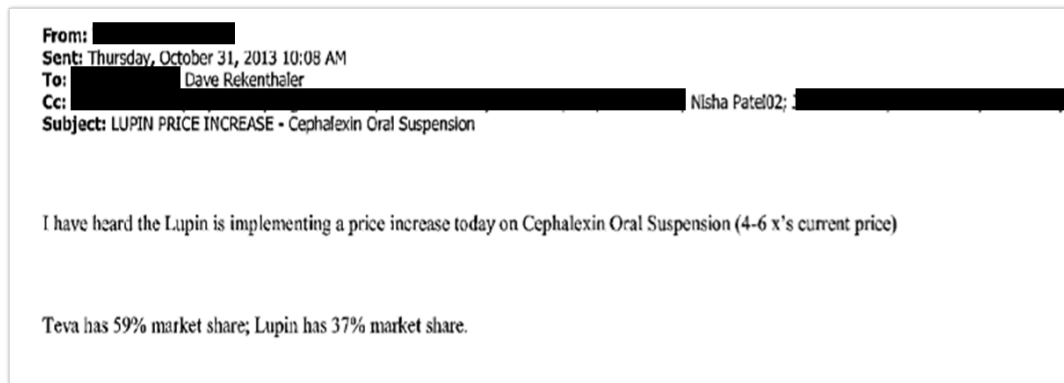 From:
Sent: Thursday, October 31, 2013 10:08 AM
To: Dave Rekenthaler
Cc: Nisha Patel02;
Subject: LUPIN PRICE INCREASE - Cephalexin Oral Suspension
I have heard the Lupin is implementing a price increase today on Cephalexin Oral Suspension (4-6 x's current price)
Teva has 59% market share; Lupin has 37% market share.